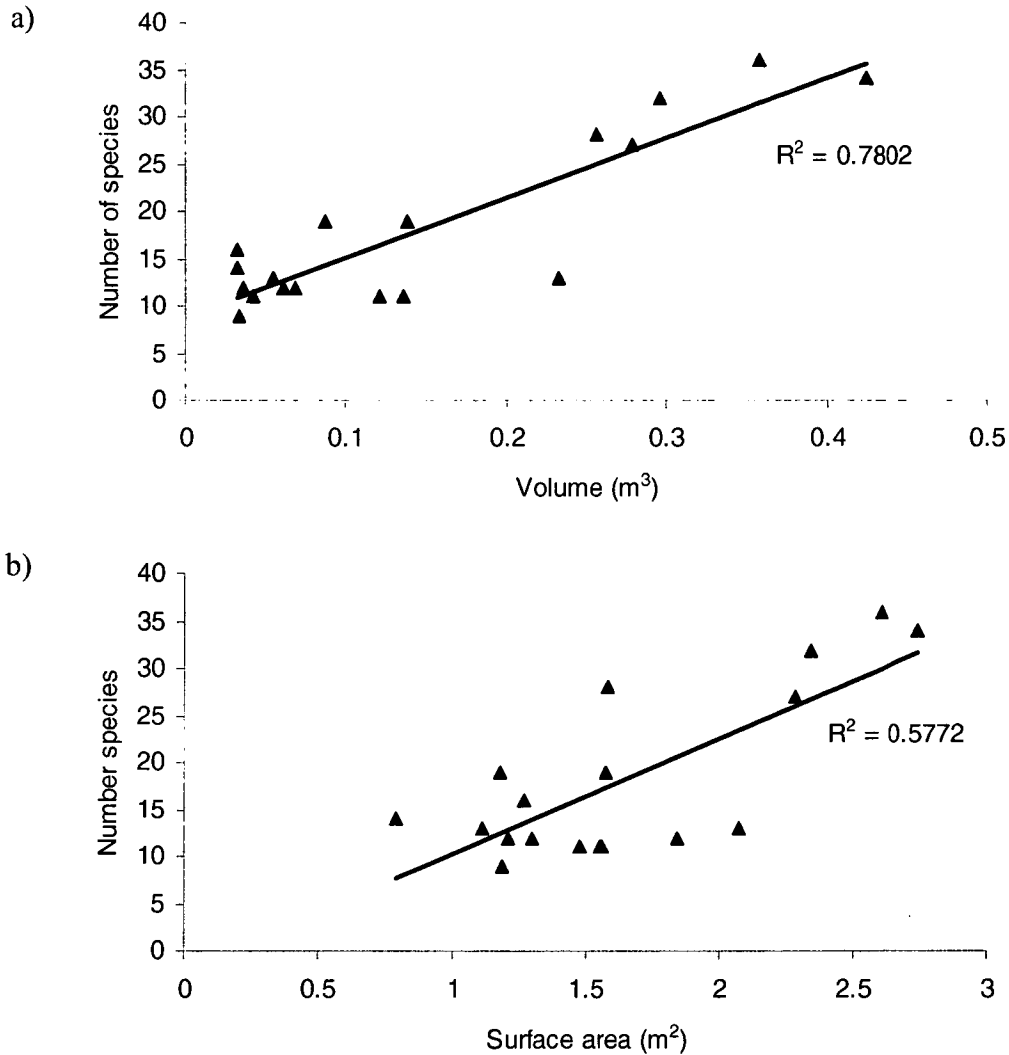 a)
40
35
30
25
20
15
10
5
0
Number of species
R² = 0.7802
0 0.1 0.2 0.3 0.4 0.5
Volume (m³)
b)
40
35
30
25
20
15
10
5
0
Number species
R² = 0.5772
0 0.5 1 1.5 2 2.5 3
Surface area (m²)